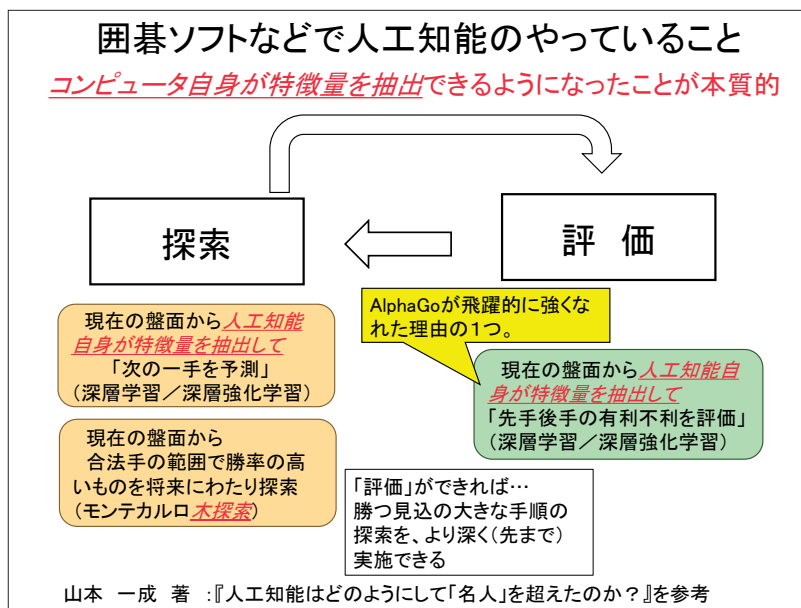 囲碁ソフトなどで人工知能のやっていること
コンピュータ自身が特徴量を抽出できるようになったことが本質的
探索
評 価
AlphaGoが飛躍的に強くな
れた理由の1つ。
現在の盤面から人工知能
自身が特徴量を抽出して
「次の一手を予測」
(深層学習/深層強化学習)
現在の盤面から人工知能自
身が特徴量を抽出して
「先手後手の有利不利を評価」
(深層学習/深層強化学習)
現在の盤面から
合法手の範囲で勝率の高
いものを将来にわたり探索
(モンテカルロ木探索)
「評価」ができれば…
勝つ見込の大きな手順の
探索を、より深く(先まで)
実施できる
山本 一成 著 :『人工知能はどのようにして「名人」を超えたのか?』を参考